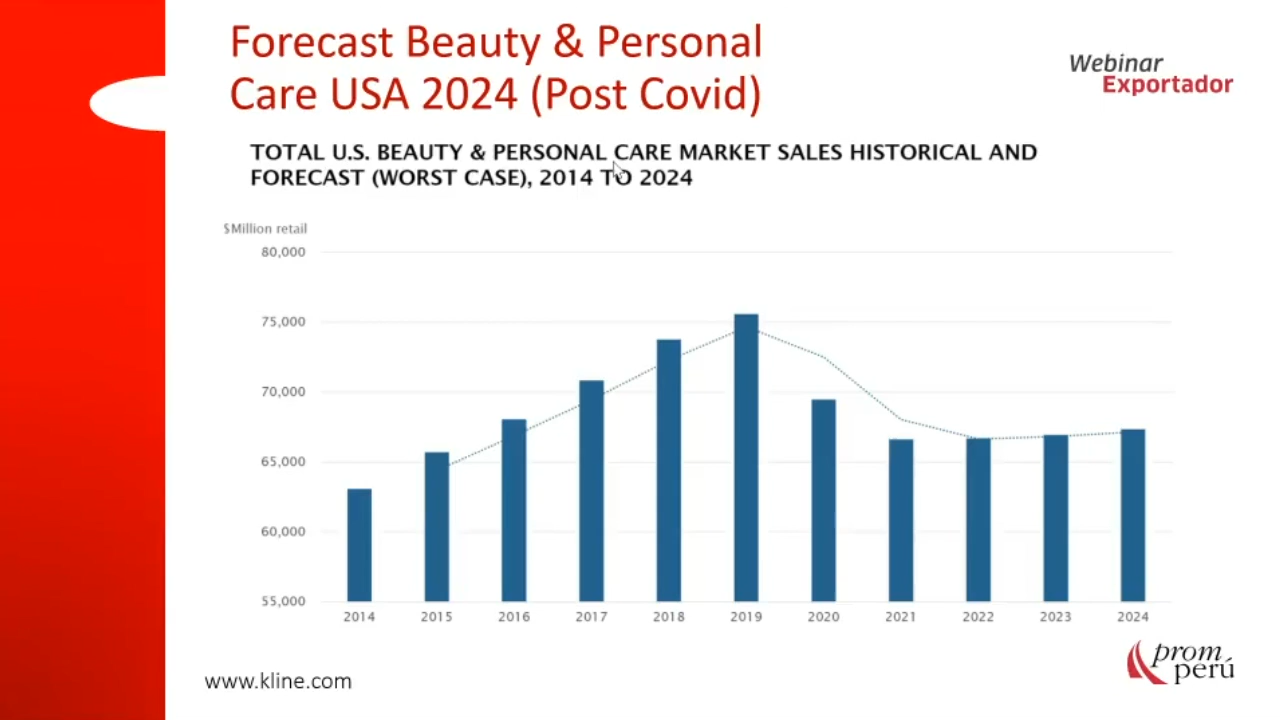 Forecast Beauty & Personal
Care USA 2024 (Post Covid)
Webinar
Exportador
TOTAL U.S. BEAUTY & PERSONAL CARE MARKET SALES HISTORICAL AND
FORECAST (WORST CASE), 2014 TO 2024
$Million retail
80,000
75,000
70,000
65,000
60,000
55,000
2014 2015 2016 2017 2018 2019 2020 2021 2022 2023 2024
www.kline.com
prom
perú